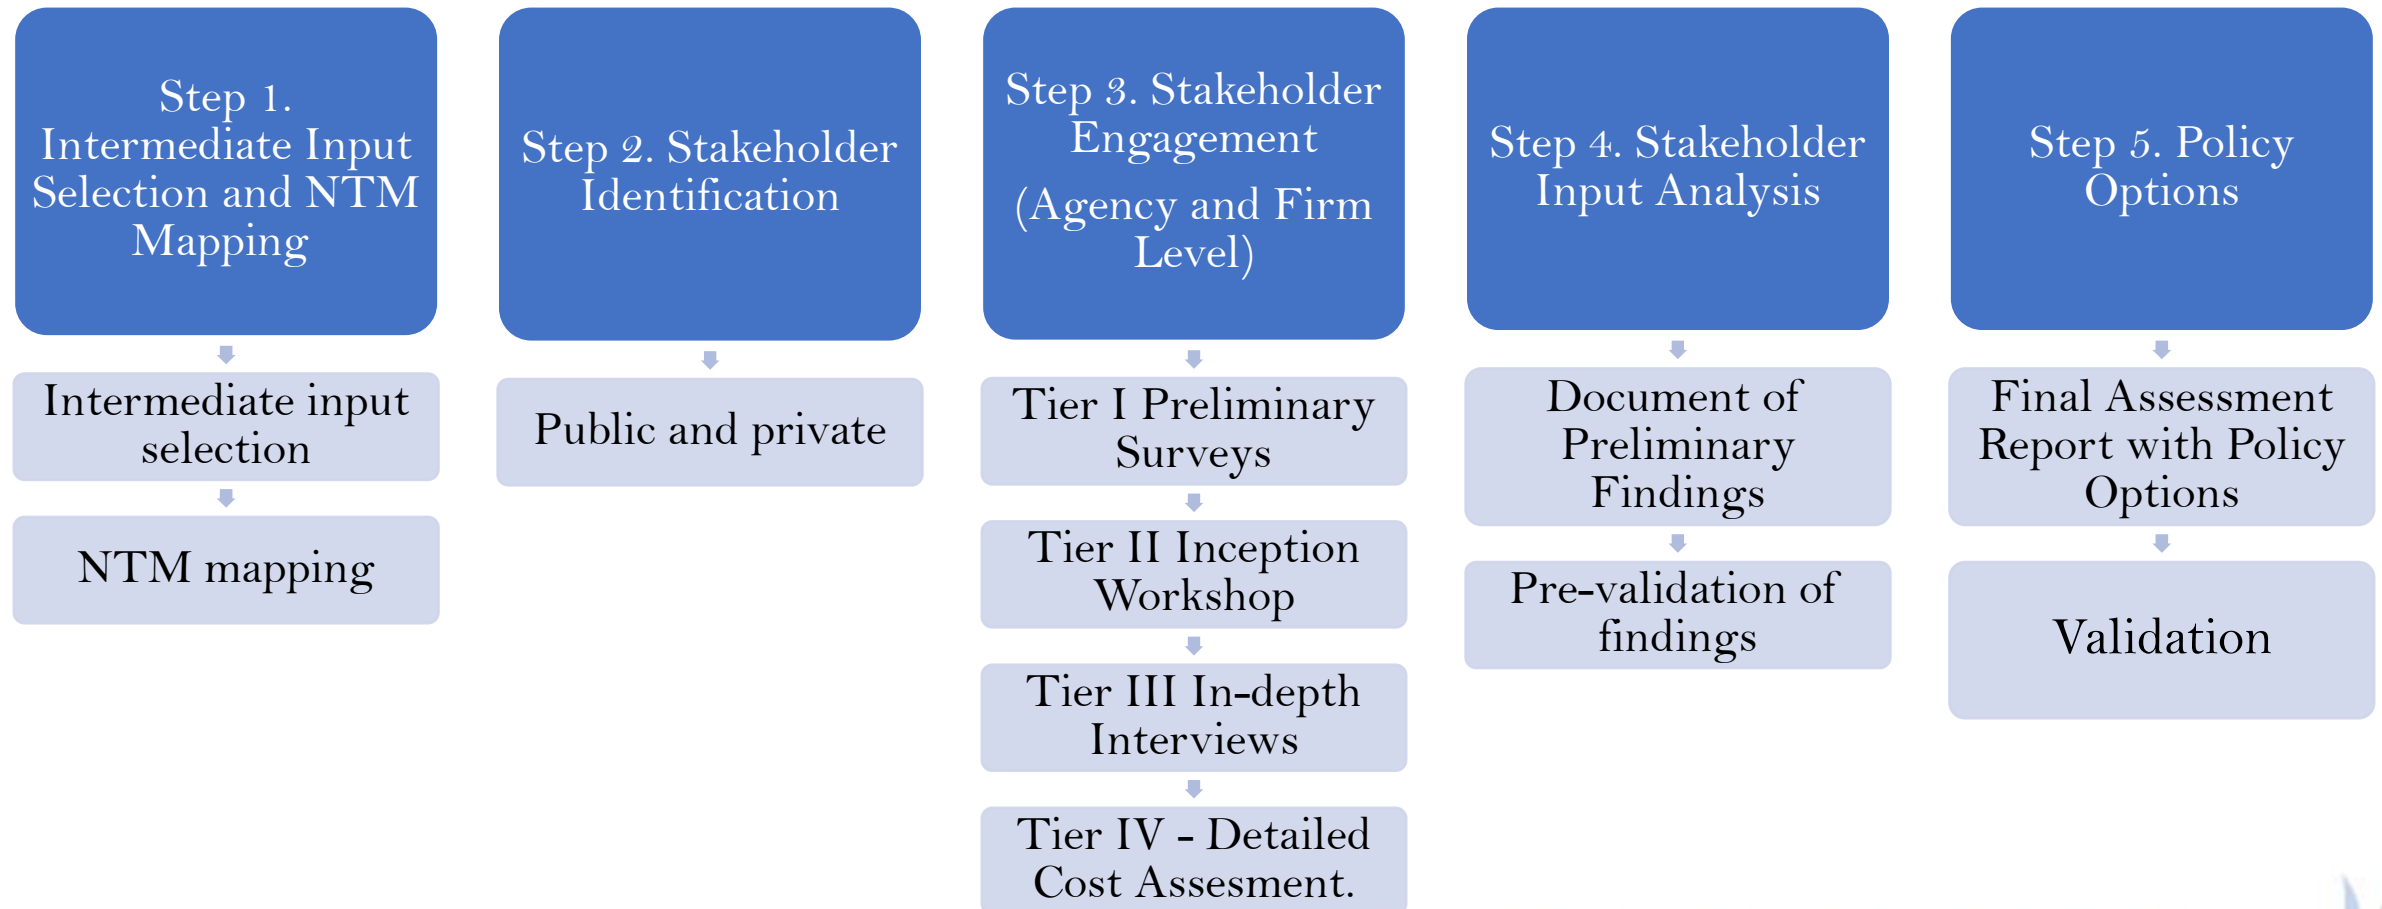 Step 1.
Intermediate Input
Selection and NTM
Mapping
Intermediate input
selection
NTM mapping
Step 2. Stakeholder
Identification
Public and private
Step 3. Stakeholder
Engagement
(Agency and Firm
Level)
Tier I Preliminary
Surveys
Tier II Inception
Workshop
Tier III In-depth
Interviews
Tier IV - Detailed
Cost Assesment.
Step 4. Stakeholder
Input Analysis
Document of
Preliminary
Findings
Pre-validation of
findings
Step 5. Policy
Options
Final Assessment
Report with Policy
Options
Validation